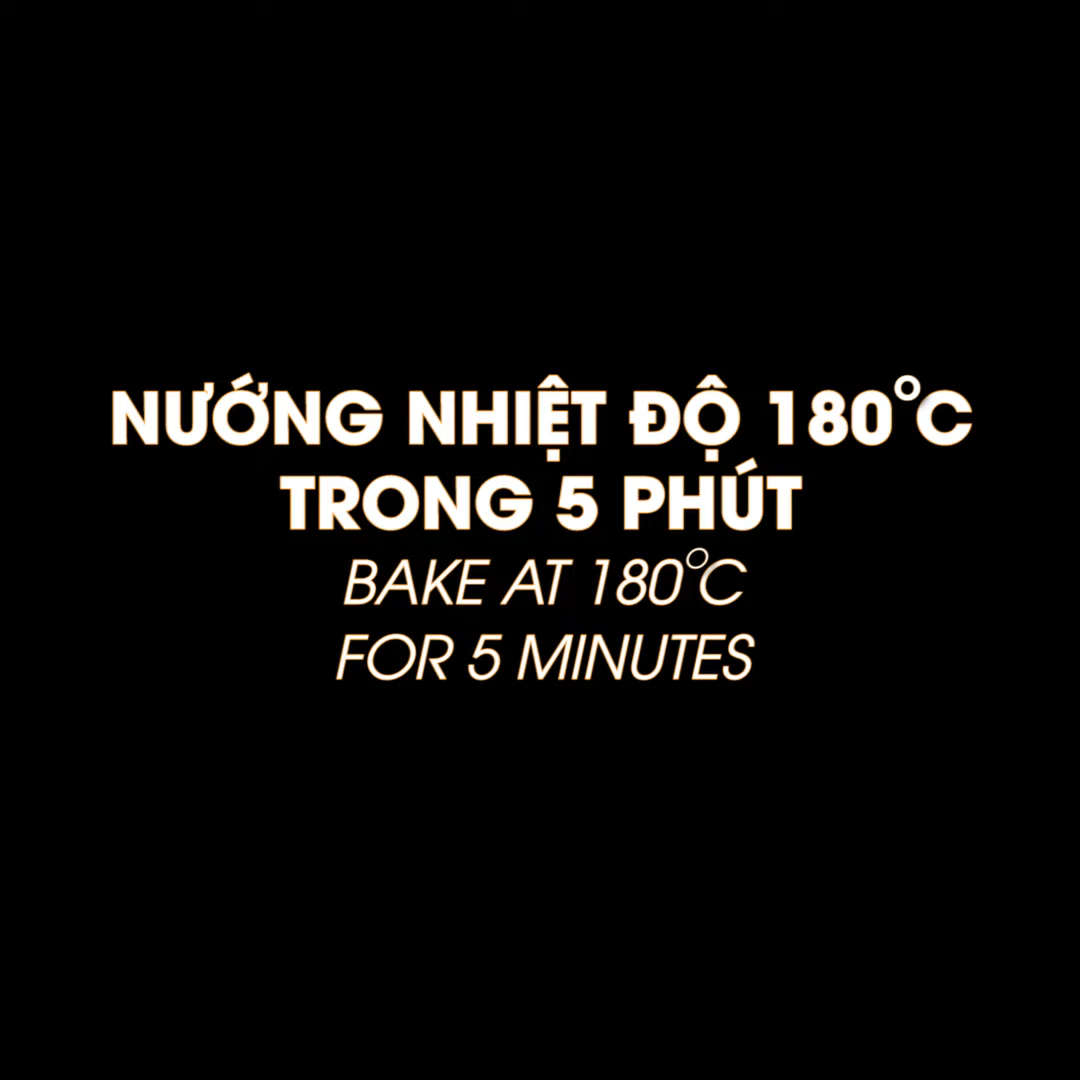 NƯỚNG NHIỆT ĐỘ 180°C
TRONG 5 PHÚT
BAKE AT 180°C
FOR 5 MINUTES